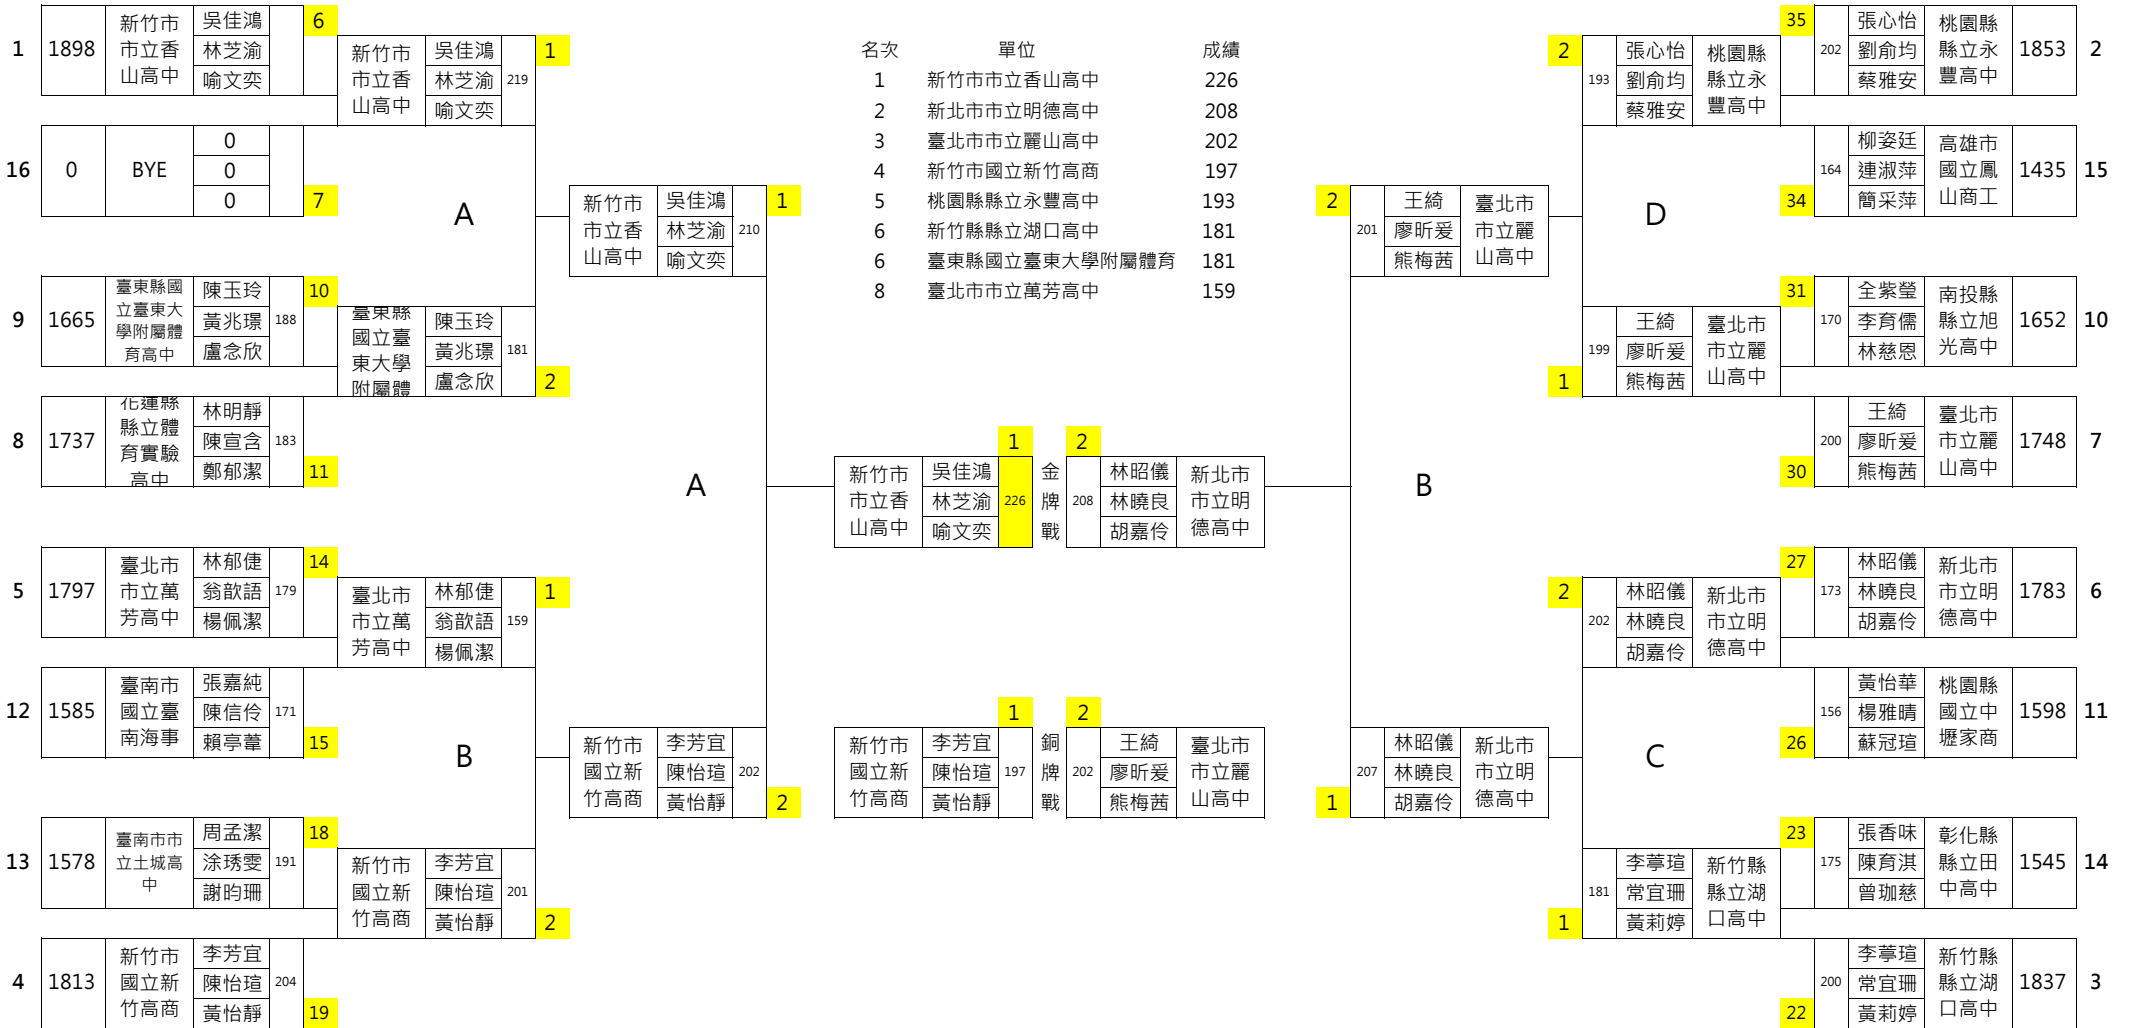 名次 單位 成績
1 新竹市市立香山高中 226
2 新北市市立明德高中 208
3 臺北市市立麗山高中 202
4 新竹市國立新竹高商 197
5 桃園縣縣立永豐高中 193
6 新竹縣縣立湖口高中 181
6 臺東縣國立臺東大學附屬體育 181
8 臺北市市立萬芳高中 159
1 1898
新竹市
市立香
山高中
吳佳鴻
林芝渝
喻文奕
6
16 0 BYE
0
0
0
7
9 1665
臺東縣國
立臺東大
學附屬體
育高中
陳玉玲
黃兆璟
盧念欣
188
10
8 1737
花蓮縣
縣立體
育實驗
高中
林明靜
陳宣含
鄭郁潔
183
11
5 1797
臺北市
市立萬
芳高中
林郁倢
翁歆語
楊佩潔
179
14
12 1585
臺南市
國立臺
南海事
張嘉純
陳信伶
賴亭葦
171
15
13 1578
臺南市市
立土城高
中
周孟潔
涂琇雯
謝昀珊
191
18
4 1813
新竹市
國立新
竹高商
李芳宜
陳怡瑄
黃怡靜
204
19
新竹市
市立香
山高中
吳佳鴻
林芝渝
喻文奕
219
1
A
臺東縣
國立臺
東大學
附屬體
陳玉玲
黃兆璟
盧念欣
181
2
臺北市
市立萬
芳高中
林郁倢
翁歆語
楊佩潔
159
1
B
新竹市
國立新
竹高商
李芳宜
陳怡瑄
黃怡靜
201
2
新竹市
市立香
山高中
吳佳鴻
林芝渝
喻文奕
210
1
A
新竹市
國立新
竹高商
李芳宜
陳怡瑄
黃怡靜
202
2
新竹市
市立香
山高中
吳佳鴻
林芝渝
喻文奕
1
226
金
牌
戰
2
208
林昭儀
林曉良
胡嘉伶
新北市
市立明
德高中
新竹市
國立新
竹高商
李芳宜
陳怡瑄
黃怡靜
1
197
銅
牌
戰
2
202
王綺
廖昕爰
熊梅茜
臺北市
市立麗
山高中
2
201
王綺
廖昕爰
熊梅茜
臺北市
市立麗
山高中
B
207
林昭儀
林曉良
胡嘉伶
新北市
市立明
德高中
1
2
193
張心怡
劉俞均
蔡雅安
桃園縣
縣立永
豐高中
D
199
王綺
廖昕爰
熊梅茜
臺北市
市立麗
山高中
1
2
202
林昭儀
林曉良
胡嘉伶
新北市
市立明
德高中
C
181
李葶瑄
常宜珊
黃莉婷
新竹縣
縣立湖
口高中
1
35
202
張心怡
劉俞均
蔡雅安
桃園縣
縣立永
豐高中
1853 2
164
柳姿廷
連淑萍
簡采萍
高雄市
國立鳳
山商工
1435 15
34
31
170
全紫瑩
李育儒
林慈恩
南投縣
縣立旭
光高中
1652 10
200
王綺
廖昕爰
熊梅茜
臺北市
市立麗
山高中
1748 7
30
27
173
林昭儀
林曉良
胡嘉伶
新北市
市立明
德高中
1783 6
156
黃怡華
楊雅晴
蘇冠瑄
桃園縣
國立中
壢家商
1598 11
26
23
175
張香味
陳育淇
曾珈慈
彰化縣
縣立田
中高中
1545 14
200
李葶瑄
常宜珊
黃莉婷
新竹縣
縣立湖
口高中
1837 3
22